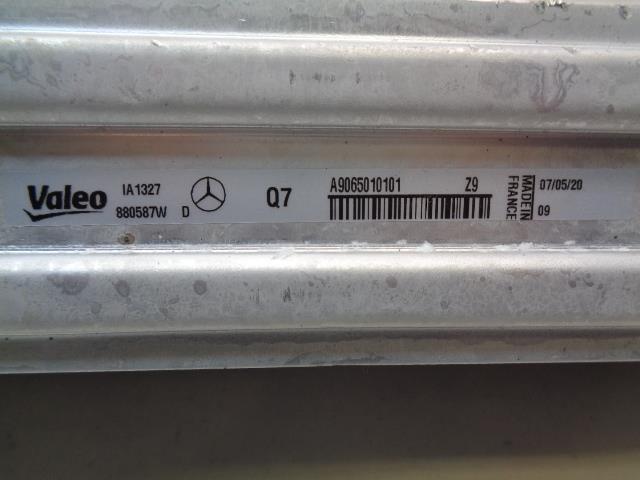 Valeo
IA1327
880587W D
Q7
A9065010101 Z9
MADE IN
FRANCE
07/05/20
09